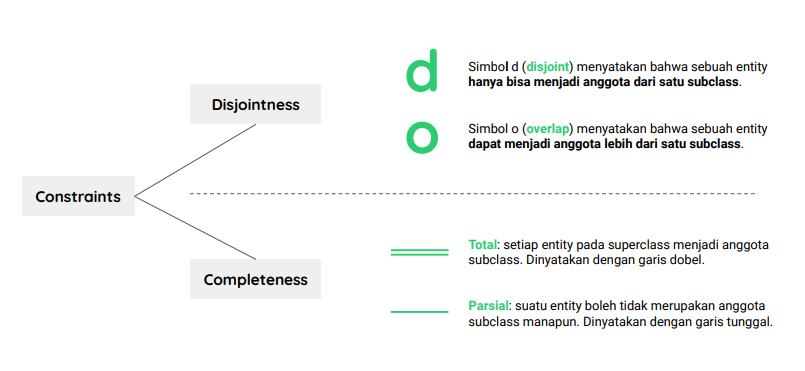 d
Simbol d (disjoint) menyatakan bahwa sebuah entity
hanya bisa menjadi anggota dari satu subclass.
Disjointness
o
Simbol o (overlap) menyatakan bahwa sebuah entity
dapat menjadi anggota lebih dari satu subclass.
Constraints
Total: setiap entity pada superclass menjadi anggota
subclass. Dinyatakan dengan garis dobel.
Completeness
Parsial: suatu entity boleh tidak merupakan anggota
subclass manapun. Dinyatakan dengan garis tunggal.